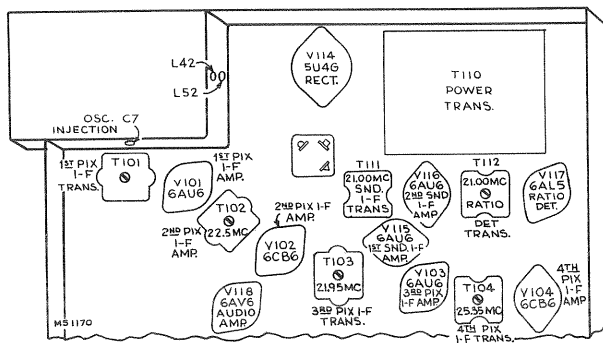 L42
L52
OSC. C7
INJECTION
V114
5U4G
RECT.
T110
POWER
TRANS.
1ST PIX
I-F
TRANS.
T101
V101
6AU6
1ST PIX
I-F
AMP.
T102
22.5MC
2ND PIX
I-F
AMP.
2ND PIX I-F
AMP.
V102
6CB6
T111
21.00MC
SND.
I-F
TRANS
V116
6AU6
2ND SND
I-F
AMP.
T112
21.00MC
RATIO
DET
TRANS.
V117
6AL5
RATIO
DET.
V115
6AU6
1ST SND. I-F
AMP.
T103
21.95MC
3RD PIX I-F
TRANS.
V103
6AU6
3RD PIX
I-F AMP.
T104
25.35MC
4TH PIX
I-F TRANS.
V104
6CB6
4TH
PIX
I-F
AMP
V118
6AV6
AUDIO
AMP.
MS1170